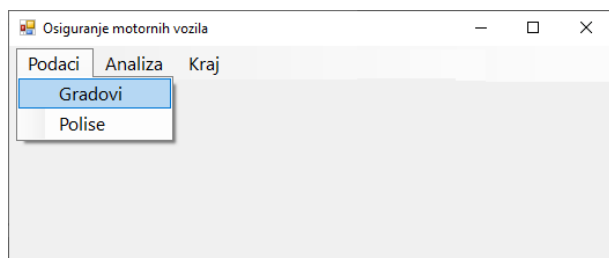 Osiguranje motornih vozila
Podaci Analiza Kraj
Gradovi
Polise